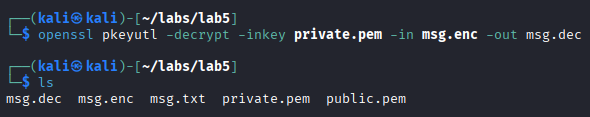 ┌──(kali㉿kali)-[~/labs/lab5]
└─$ openssl pkeyutl -decrypt -inkey private.pem -in msg.enc -out msg.dec
┌──(kali㉿kali)-[~/labs/lab5]
└─$ ls
msg.dec  msg.enc  msg.txt  private.pem  public.pem